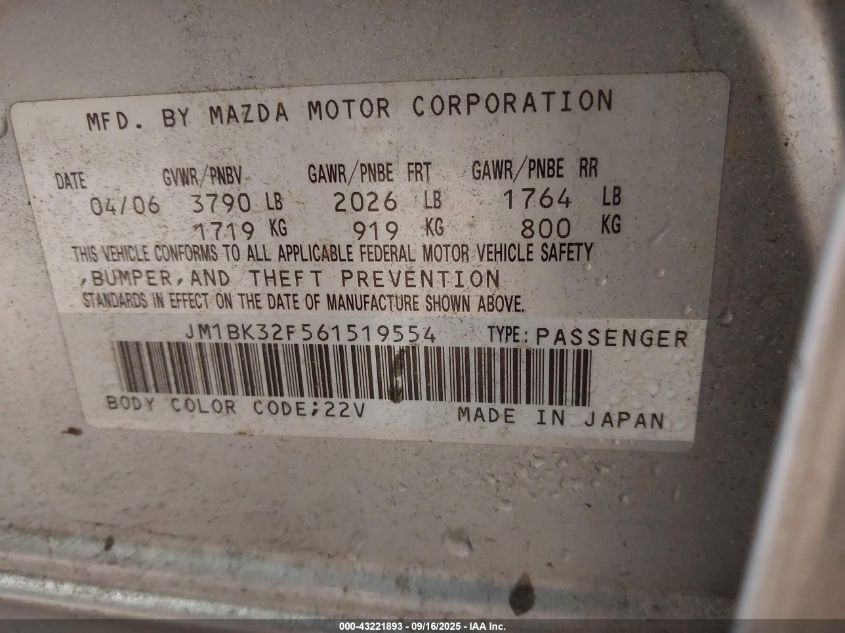 MFD. BY MAZDA MOTOR CORPORATION
DATE GVWR/PNBV GAWR/PNBE FRT GAWR/PNBE RR
04/06 3790 LB 2026 LB 1764 LB
1719 KG 919 KG 800 KG
THIS VEHICLE CONFORMS TO ALL APPLICABLE FEDERAL MOTOR VEHICLE SAFETY
,BUMPER,AND THEFT PREVENTION
STANDARDS IN EFFECT ON THE DATE OF MANUFACTURE SHOWN ABOVE.
JM1BK32F561519554 TYPE: PASSENGER
BODY COLOR CODE;22V MADE IN JAPAN
000-43221893 - 09/16/2025 - IAA Inc.